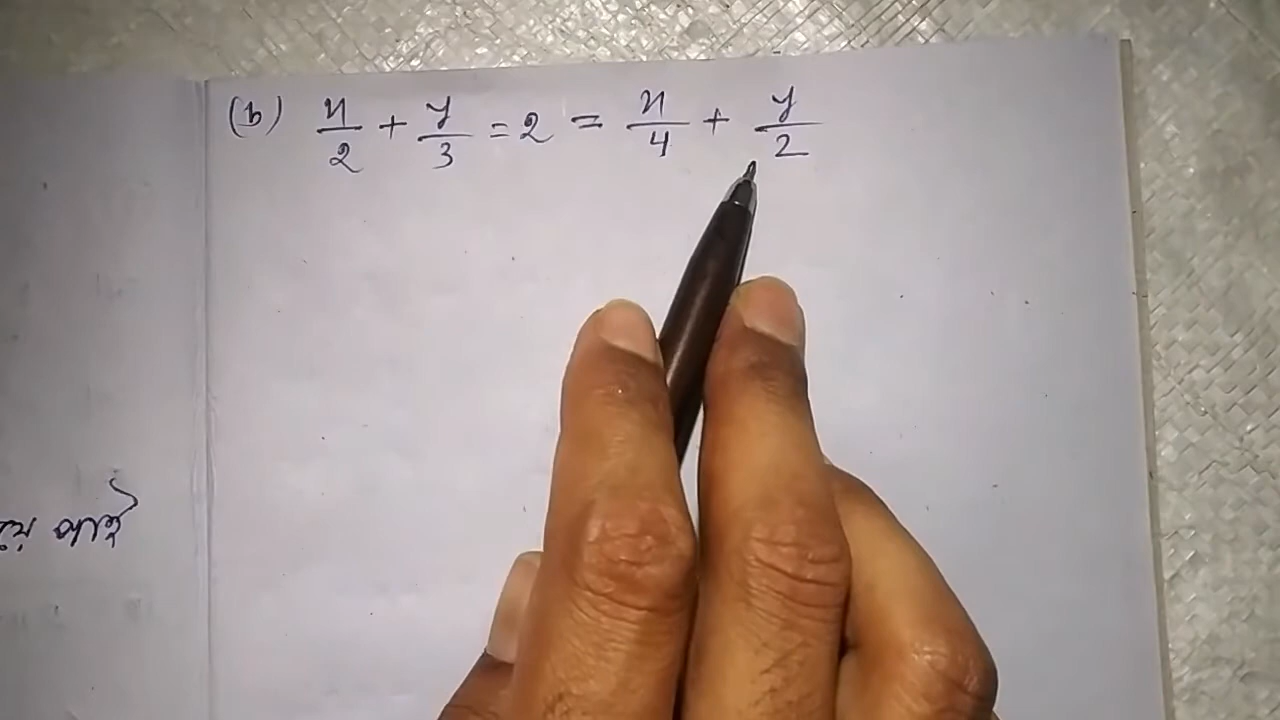 (b) x/2 + y/3 = 2 = x/4 + y/2
পাই